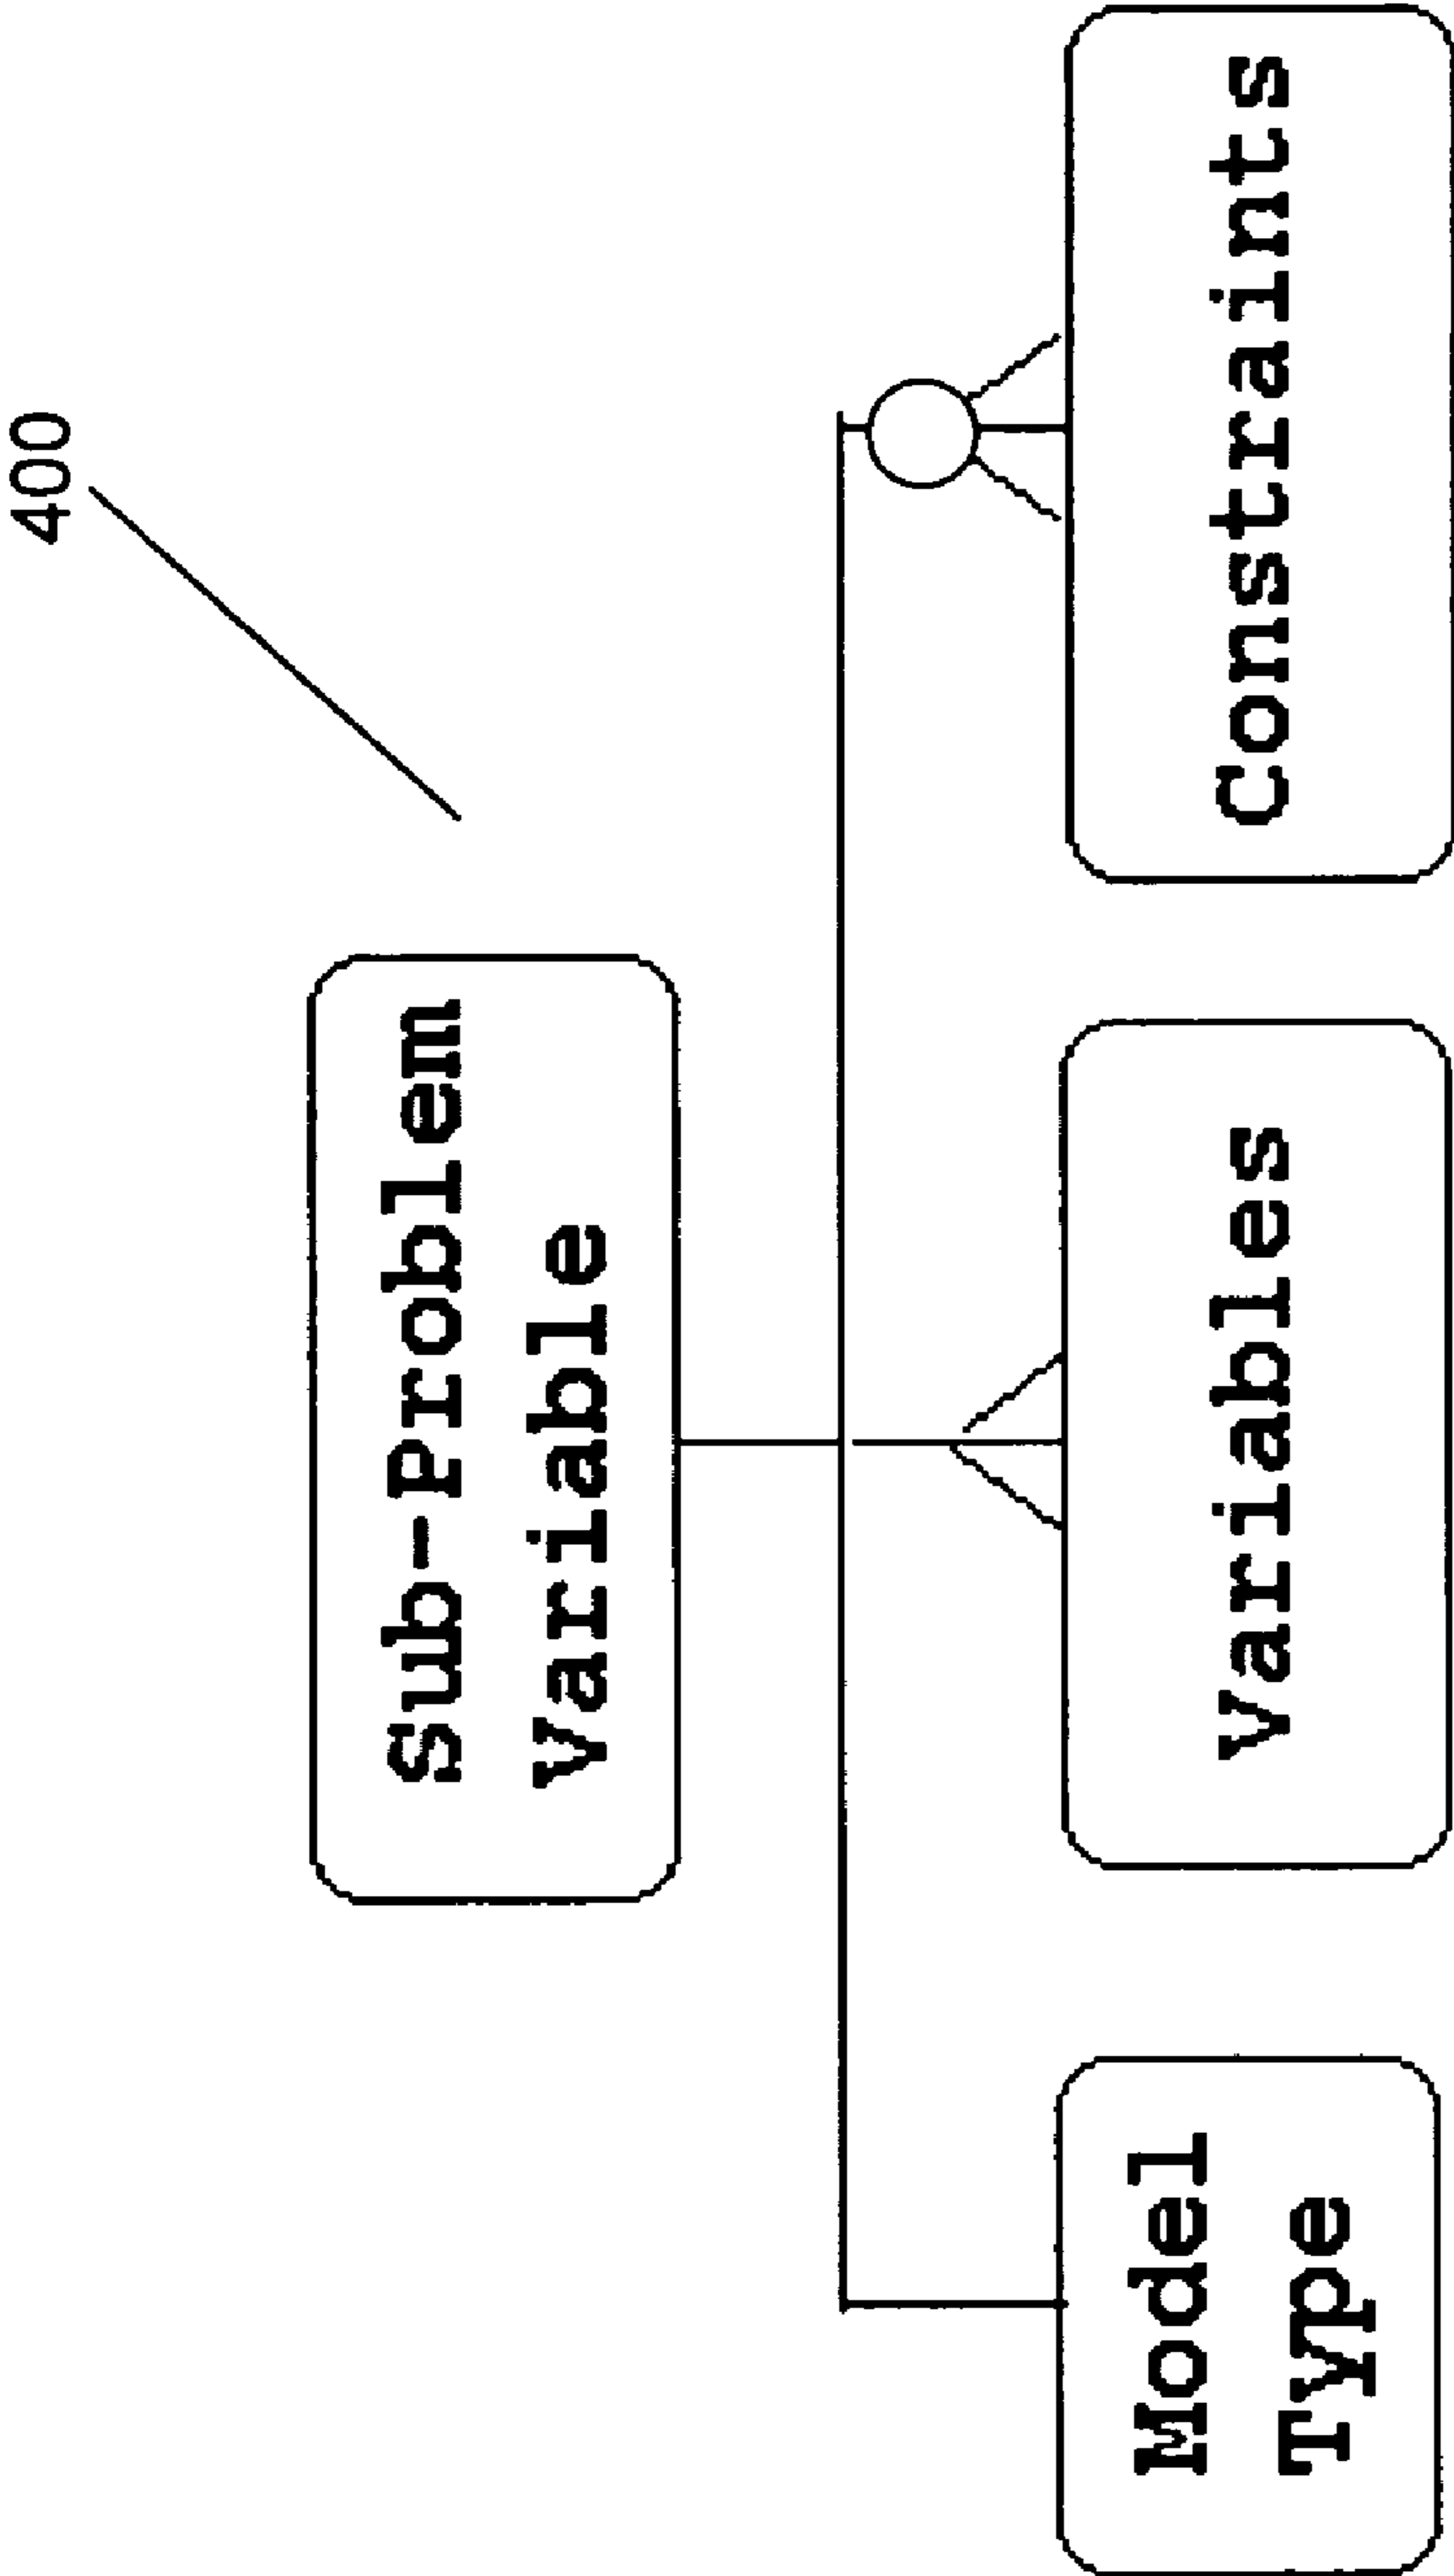 400
Sub-Problem
Variable
Model
Type
Variables
Constraints